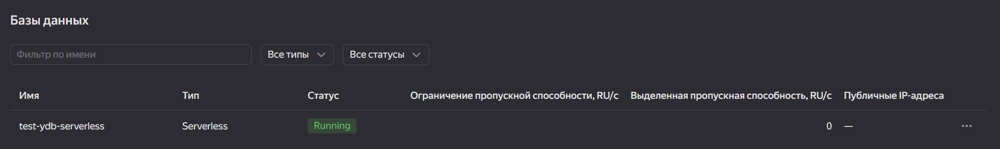 Базы данных
Фильтр по имени Все типы Все статусы
Имя Тип Статус Ограничение пропускной способности, RU/с Выделенная пропускная способность, RU/с Публичные IP-адреса
test-ydb-serverless Serverless Running 0 —